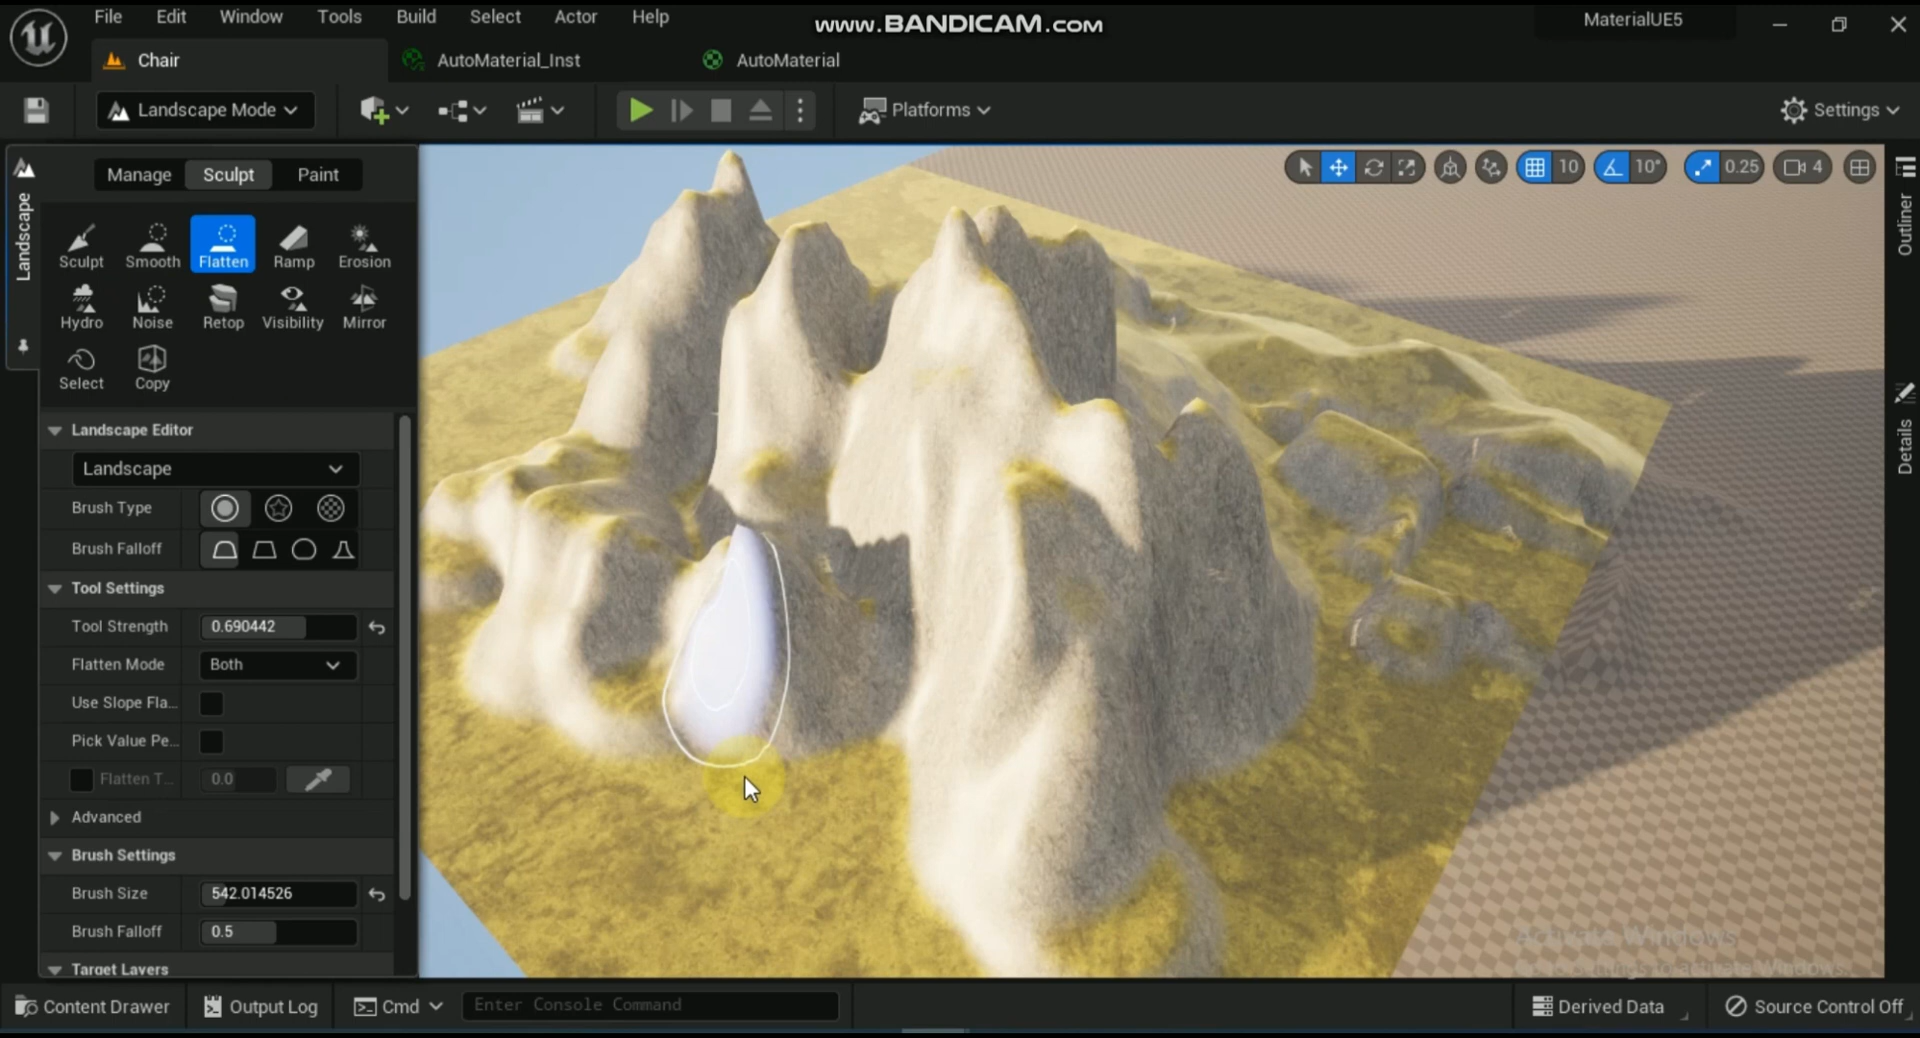 File Edit Window Tools Build Select Actor Help
www.BANDICAM.com
MaterialUE5
Chair
AutoMaterial_Inst
AutoMaterial
Landscape Mode
Platforms
Settings
Landscape
Manage Sculpt Paint
Sculpt Smooth Flatten Ramp Erosion
Hydro Noise Retop Visibility Mirror
Select Copy
Landscape Editor
Landscape
Brush Type
Brush Falloff
Tool Settings
Tool Strength 0.690442
Flatten Mode Both
Use Slope Fla...
Pick Value Pe...
Flatten T... 0.0
Advanced
Brush Settings
Brush Size 542.014526
Brush Falloff 0.5
Target Layers
10 10° 0.25 4
Outliner
Details
Activate Windows
Content Drawer Output Log Cmd Enter Console Command
Derived Data Source Control Off